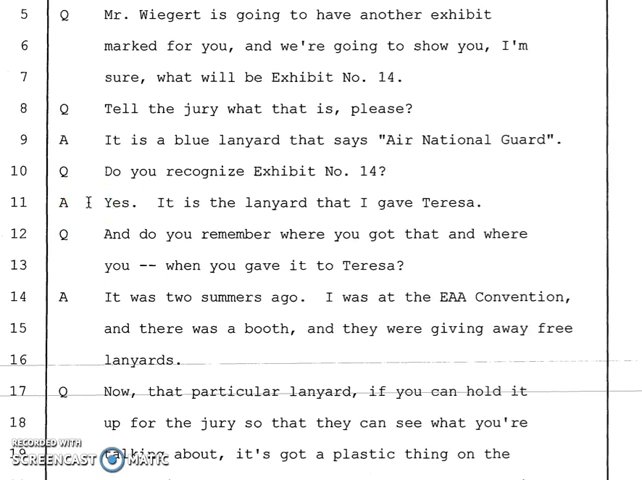 5 Q Mr. Wiegert is going to have another exhibit
6 marked for you, and we're going to show you, I'm
7 sure, what will be Exhibit No. 14.
8 Q Tell the jury what that is, please?
9 A It is a blue lanyard that says "Air National Guard".
10 Q Do you recognize Exhibit No. 14?
11 A Yes. It is the lanyard that I gave Teresa.
12 Q And do you remember where you got that and where
13 you -- when you gave it to Teresa?
14 A It was two summers ago. I was at the EAA Convention,
15 and there was a booth, and they were giving away free
16 lanyards.
17 Q Now, that particular lanyard, if you can hold it
18 up for the jury so that they can see what you're
19 talking about, it's got a plastic thing on the
RECORDED WITH
SCREENCAST MATIC